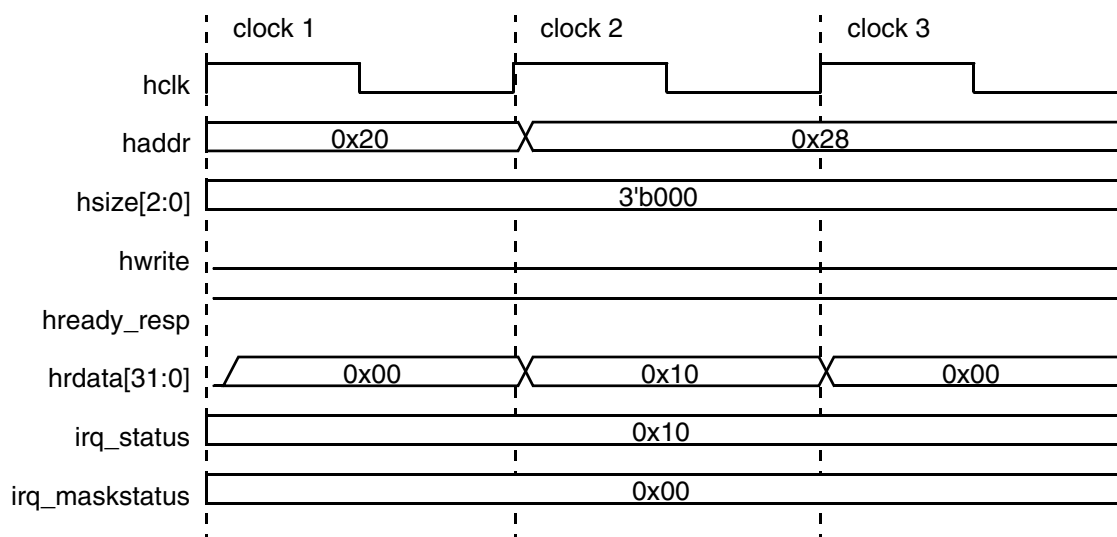 clock 1 clock 2 clock 3
hclk
haddr 0x20 0x28
hsize[2:0] 3'b000
hwrite
hready_resp
hrdata[31:0] 0x00 0x10 0x00
irq_status 0x10
irq_maskstatus 0x00